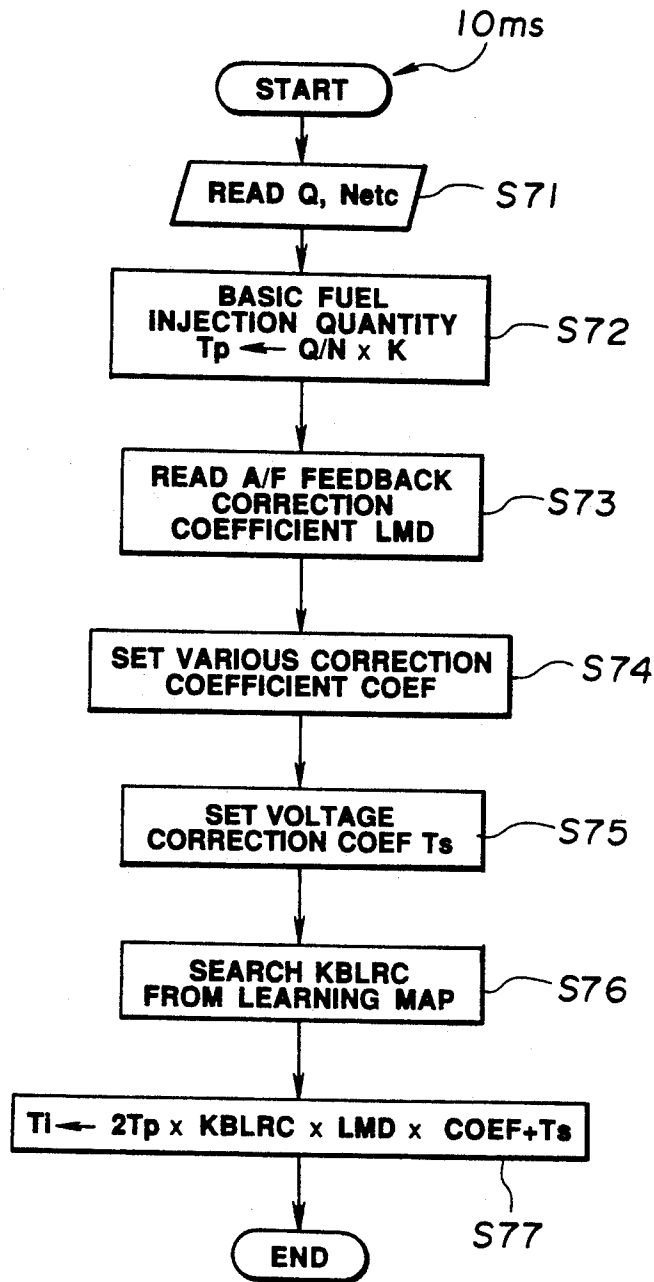 10ms
START
READ Q, Netc
S71
BASIC FUEL
INJECTION QUANTITY
Tp ← Q/N x K
S72
READ A/F FEEDBACK
CORRECTION
COEFFICIENT LMD
S73
SET VARIOUS CORRECTION
COEFFICIENT COEF
S74
SET VOLTAGE
CORRECTION COEF Ts
S75
SEARCH KBLRC
FROM LEARNING MAP
S76
Ti ← 2Tp x KBLRC x LMD x COEF+Ts
S77
END